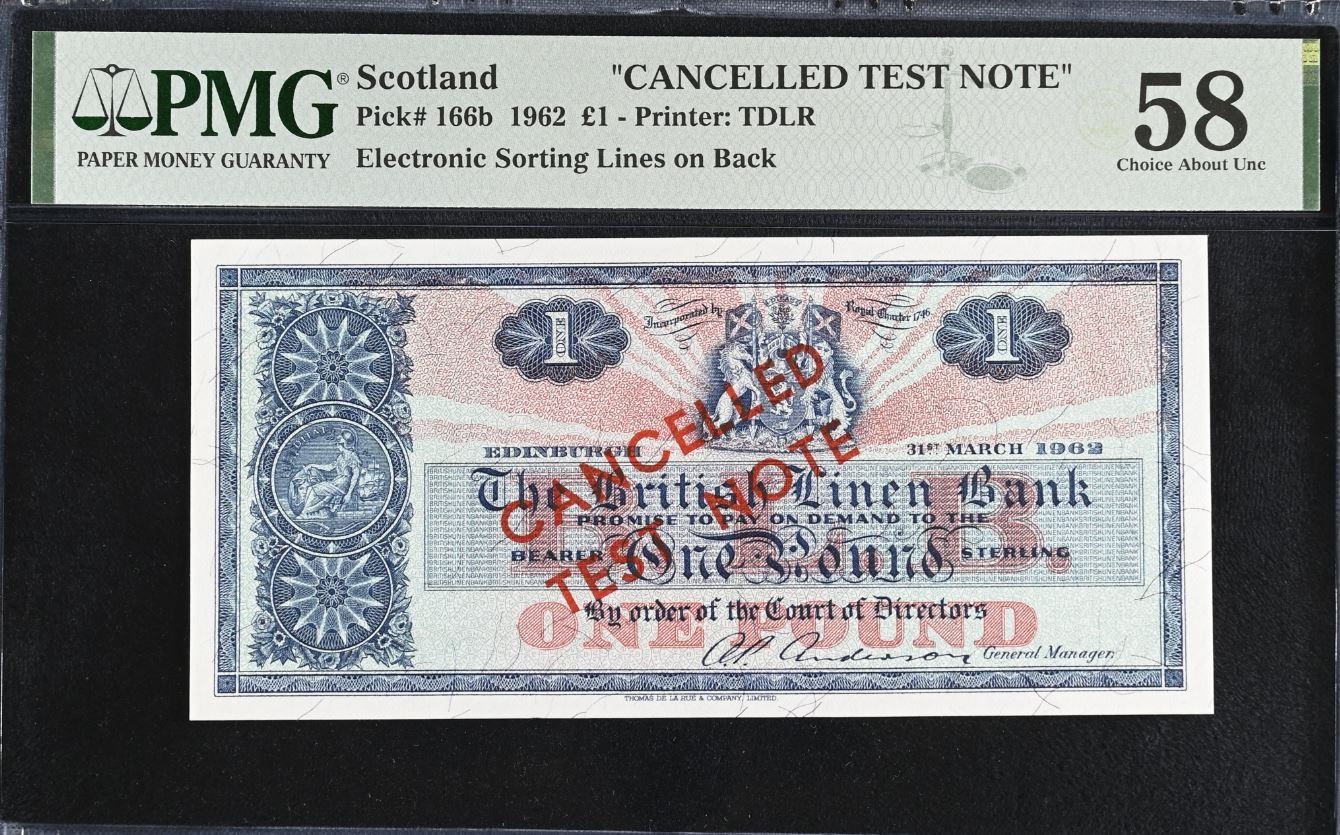 PMG®
PAPER MONEY GUARANTY
Scotland "CANCELLED TEST NOTE"
Pick# 166b 1962 £1 - Printer: TDLR
Electronic Sorting Lines on Back
58
Choice About Unc
1 ONE
Incorporated by Royal Charter 1746
1 ONE
EDINBURGH 31ST MARCH 1962
The British Linen Bank
PROMISE TO PAY ON DEMAND TO THE
BEARER One Pound STERLING
By order of the Court of Directors
ONE POUND
A.P. Anderson General Manager.
THOMAS DE LA RUE & COMPANY, LIMITED.
CANCELLED
TEST NOTE